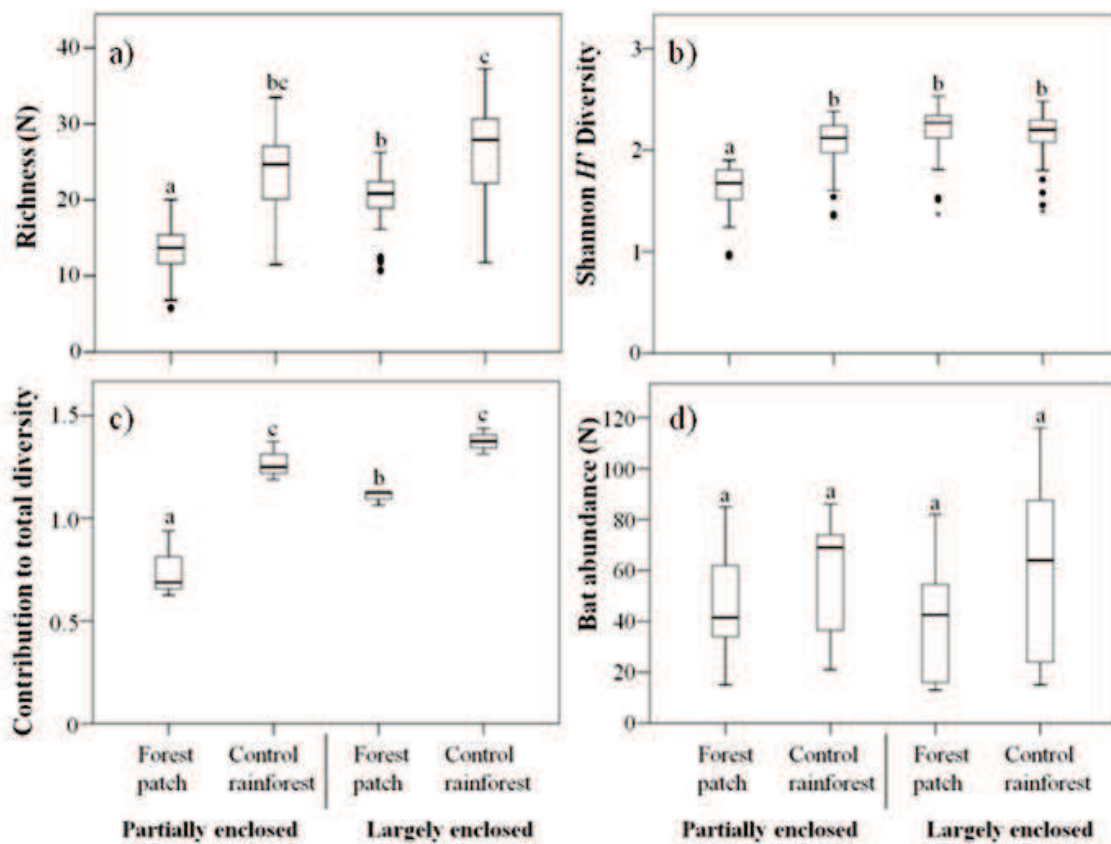 a)
Richness (N)
40
30
20
10
0
a
bc
b
c
b)
Shannon H' Diversity
3
2
1
0
a
b
b
b
c)
Contribution to total diversity
1.5
1.0
0.5
0
a
c
b
c
d)
Bat abundance (N)
120
100
80
60
40
20
0
a
a
a
a
Forest Control Forest Control
patch rainforest patch rainforest
Partially enclosed Largely enclosed
Forest Control Forest Control
patch rainforest patch rainforest
Partially enclosed Largely enclosed